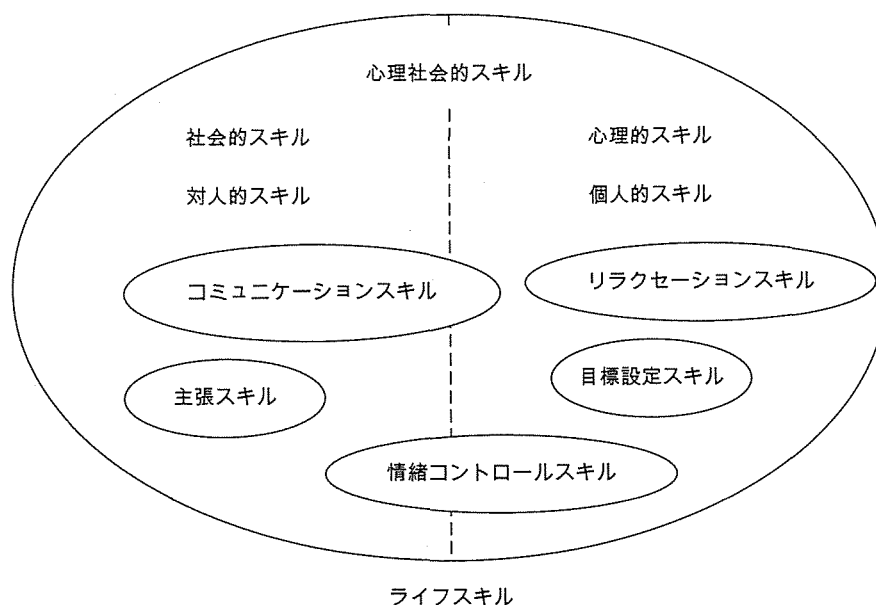 心理社会的スキル
社会的スキル
心理的スキル
対人的スキル
個人的スキル
コミュニケーションスキル
リラクセーションスキル
主張スキル
目標設定スキル
情緒コントロールスキル
ライフスキル